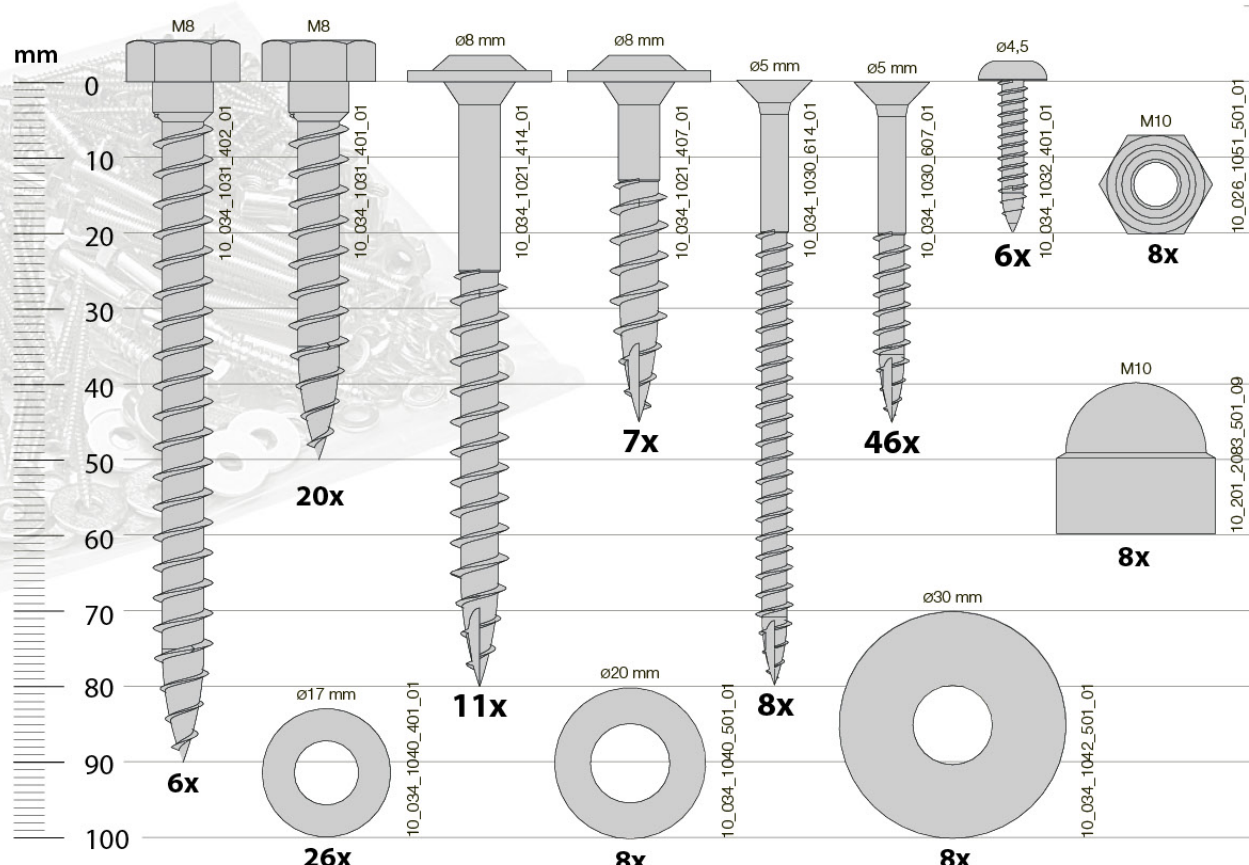 mm
0
10
20
30
40
50
60
70
80
90
100
M8
10_034_1031_402_01
6x
M8
10_034_1031_401_01
20x
ø8 mm
10_034_1021_414_01
11x
ø8 mm
10_034_1021_407_01
7x
ø5 mm
10_034_1030_614_01
8x
ø5 mm
10_034_1030_607_01
46x
ø4,5
10_034_1032_401_01
6x
M10
10_026_1051_501_01
8x
M10
10_201_2083_501_09
8x
ø17 mm
10_034_1040_401_01
26x
ø20 mm
10_034_1040_501_01
8x
ø30 mm
10_034_1042_501_01
8x